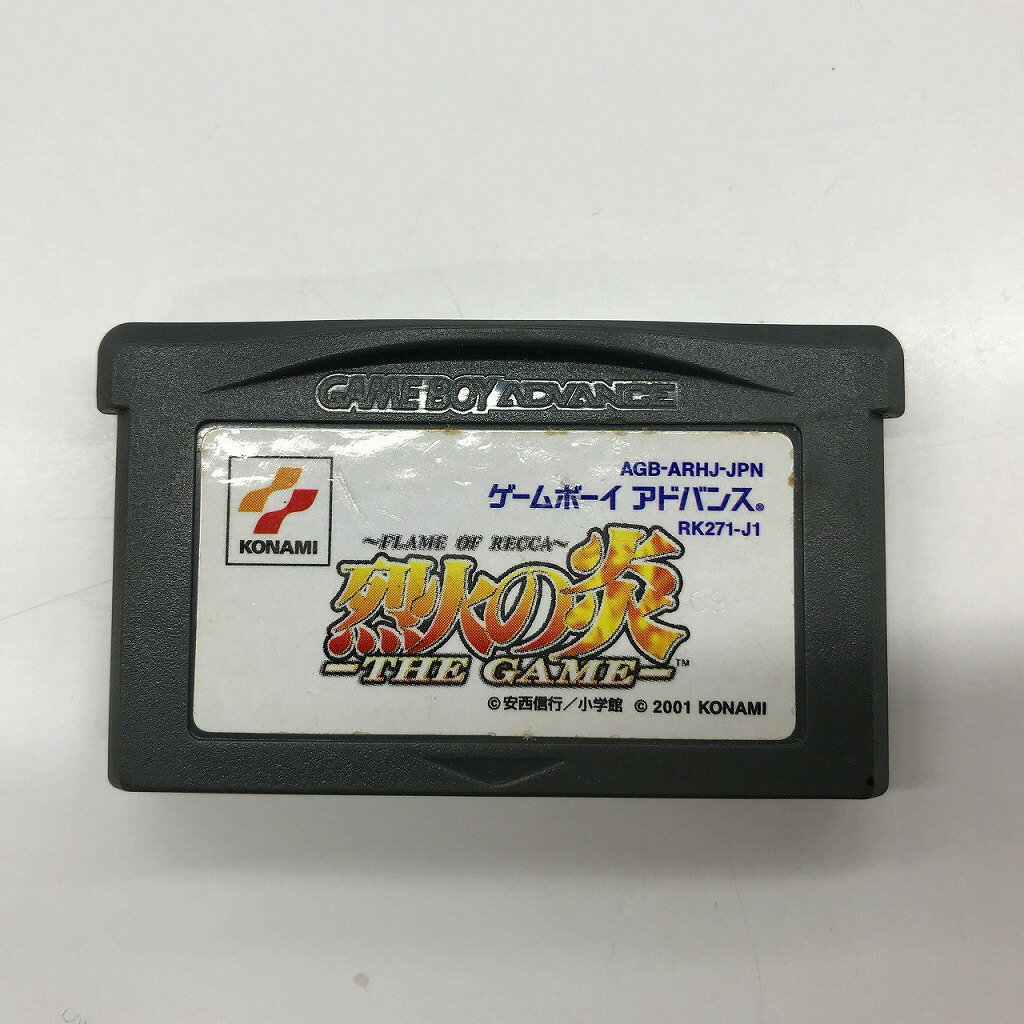 GAME BOY ADVANCE
KONAMI
AGB-ARHJ-JPN
ゲームボーイ アドバンス®
RK271-J1
~FLAME OF RECCA~
烈火の炎
-THE GAME-™
©安西信行/小学館 © 2001 KONAMI